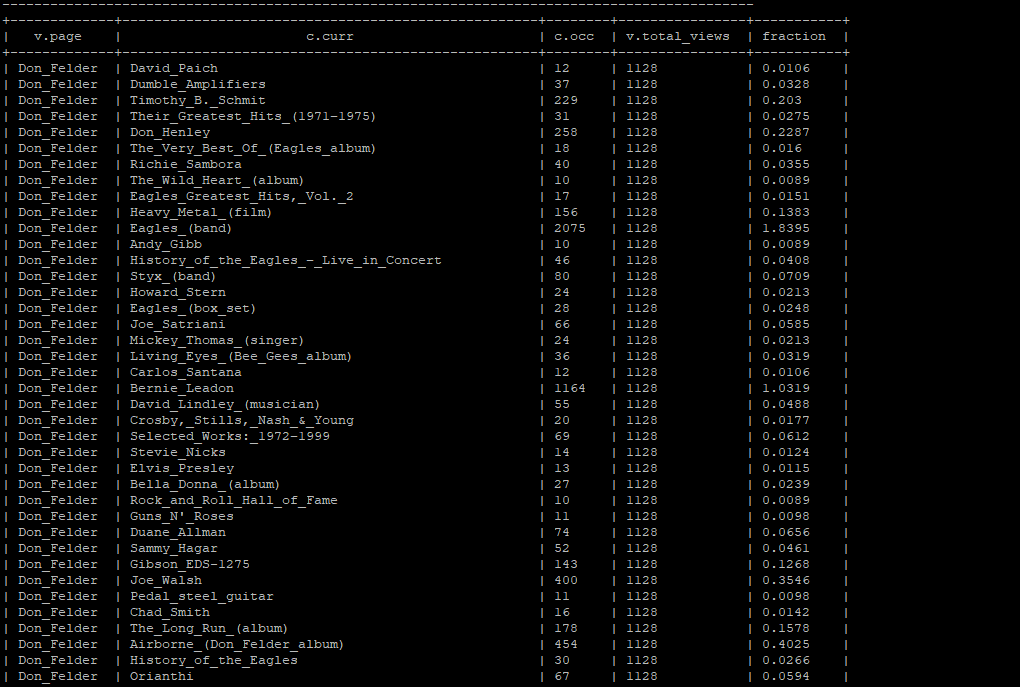 v.page | c.curr | c.occ | v.total_views | fraction
Don_Felder | David_Paich | 12 | 1128 | 0.0106
Don_Felder | Dumble_Amplifiers | 37 | 1128 | 0.0328
Don_Felder | Timothy_B._Schmit | 229 | 1128 | 0.203
Don_Felder | Their_Greatest_Hits_(1971-1975) | 31 | 1128 | 0.0275
Don_Felder | Don_Henley | 258 | 1128 | 0.2287
Don_Felder | The_Very_Best_Of_(Eagles_album) | 18 | 1128 | 0.016
Don_Felder | Richie_Sambora | 40 | 1128 | 0.0355
Don_Felder | The_Wild_Heart_(album) | 10 | 1128 | 0.0089
Don_Felder | Eagles_Greatest_Hits,_Vol._2 | 17 | 1128 | 0.0151
Don_Felder | Heavy_Metal_(film) | 156 | 1128 | 0.1383
Don_Felder | Eagles_(band) | 2075 | 1128 | 1.8395
Don_Felder | Andy_Gibb | 10 | 1128 | 0.0089
Don_Felder | History_of_the_Eagles_-_Live_in_Concert | 46 | 1128 | 0.0408
Don_Felder | Styx_(band) | 80 | 1128 | 0.0709
Don_Felder | Howard_Stern | 24 | 1128 | 0.0213
Don_Felder | Eagles_(box_set) | 28 | 1128 | 0.0248
Don_Felder | Joe_Satriani | 66 | 1128 | 0.0585
Don_Felder | Mickey_Thomas_(singer) | 24 | 1128 | 0.0213
Don_Felder | Living_Eyes_(Bee_Gees_album) | 36 | 1128 | 0.0319
Don_Felder | Carlos_Santana | 12 | 1128 | 0.0106
Don_Felder | Bernie_Leadon | 1164 | 1128 | 1.0319
Don_Felder | David_Lindley_(musician) | 55 | 1128 | 0.0488
Don_Felder | Crosby,_Stills,_Nash_&_Young | 20 | 1128 | 0.0177
Don_Felder | Selected_Works:_1972-1999 | 69 | 1128 | 0.0612
Don_Felder | Stevie_Nicks | 14 | 1128 | 0.0124
Don_Felder | Elvis_Presley | 13 | 1128 | 0.0115
Don_Felder | Bella_Donna_(album) | 27 | 1128 | 0.0239
Don_Felder | Rock_and_Roll_Hall_of_Fame | 10 | 1128 | 0.0089
Don_Felder | Guns_N'_Roses | 11 | 1128 | 0.0098
Don_Felder | Duane_Allman | 74 | 1128 | 0.0656
Don_Felder | Sammy_Hagar | 52 | 1128 | 0.0461
Don_Felder | Gibson_EDS-1275 | 143 | 1128 | 0.1268
Don_Felder | Joe_Walsh | 400 | 1128 | 0.3546
Don_Felder | Pedal_steel_guitar | 11 | 1128 | 0.0098
Don_Felder | Chad_Smith | 16 | 1128 | 0.0142
Don_Felder | The_Long_Run_(album) | 178 | 1128 | 0.1578
Don_Felder | Airborne_(Don_Felder_album) | 454 | 1128 | 0.4025
Don_Felder | History_of_the_Eagles | 30 | 1128 | 0.0266
Don_Felder | Orianthi | 67 | 1128 | 0.0594